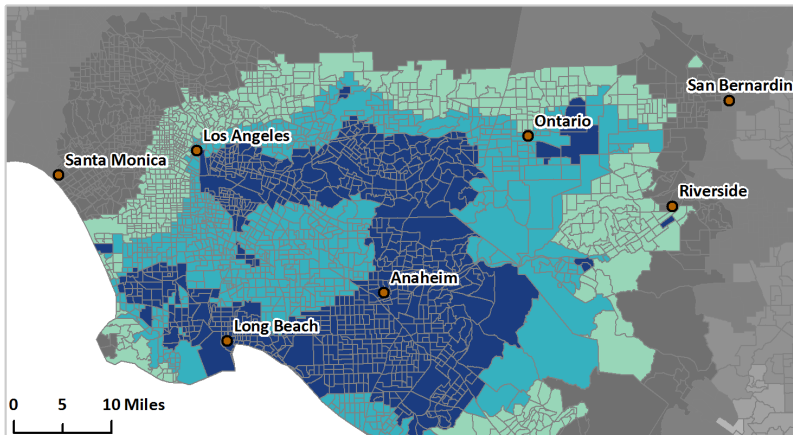 San Bernardin
Los Angeles
Ontario
Santa Monica
Riverside
Anaheim
Long Beach
0 5 10 Miles